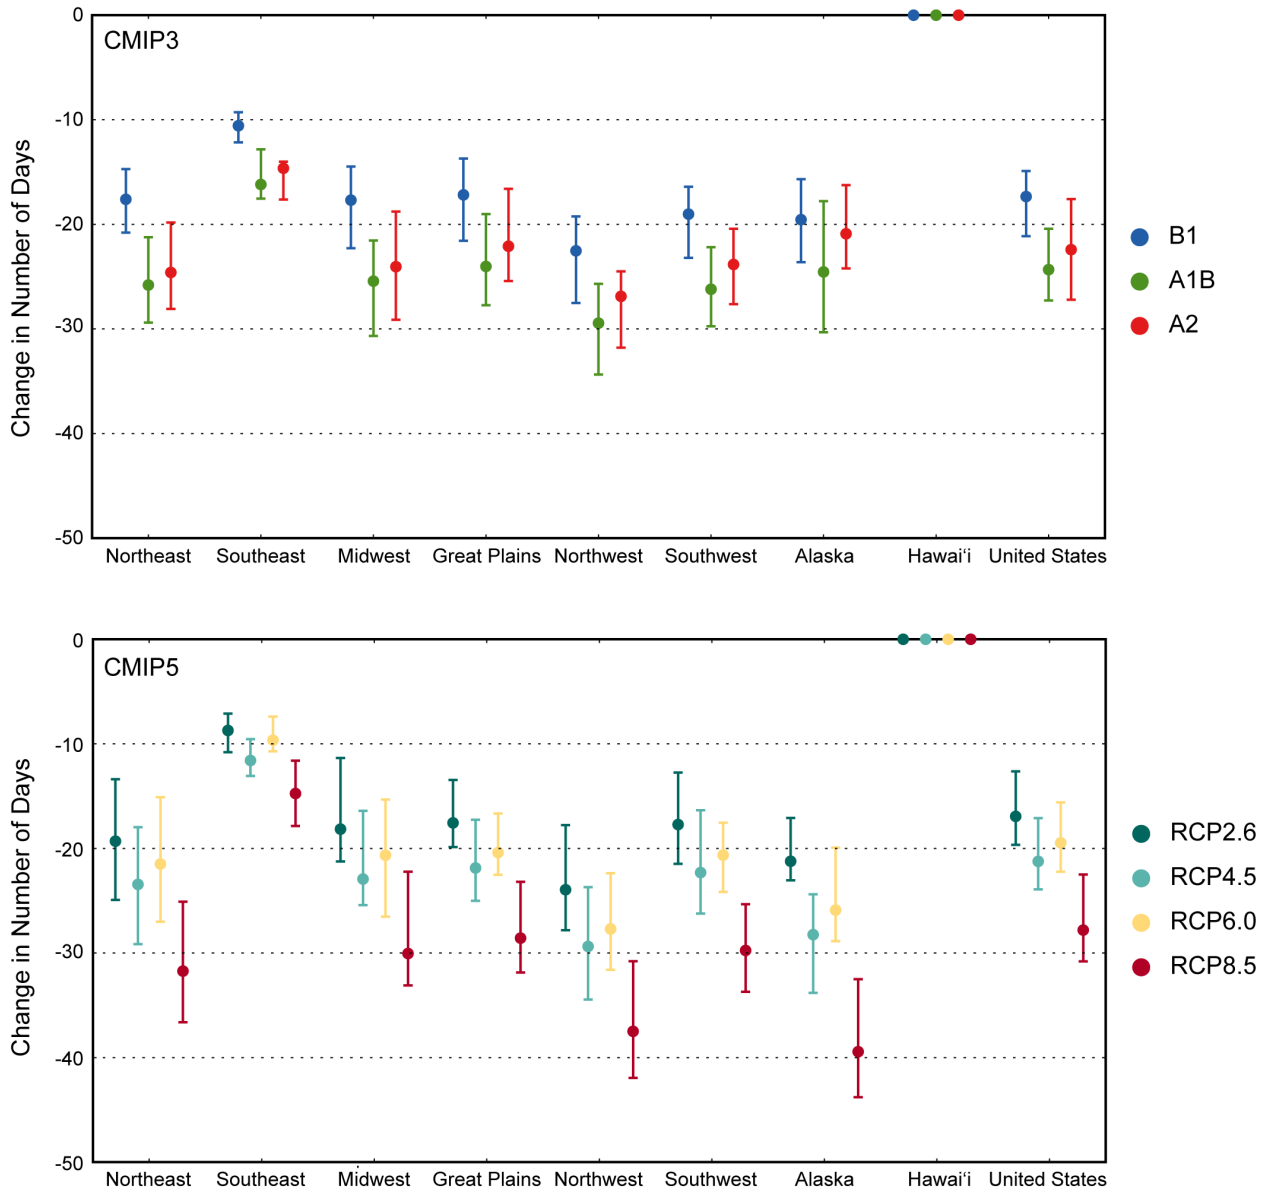 CMIP3
Change in Number of Days
0
-10
-20
-30
-40
-50
Northeast Southeast Midwest Great Plains Northwest Southwest Alaska Hawai‘i United States
B1
A1B
A2
CMIP5
Change in Number of Days
0
-10
-20
-30
-40
-50
Northeast Southeast Midwest Great Plains Northwest Southwest Alaska Hawai‘i United States
RCP2.6
RCP4.5
RCP6.0
RCP8.5